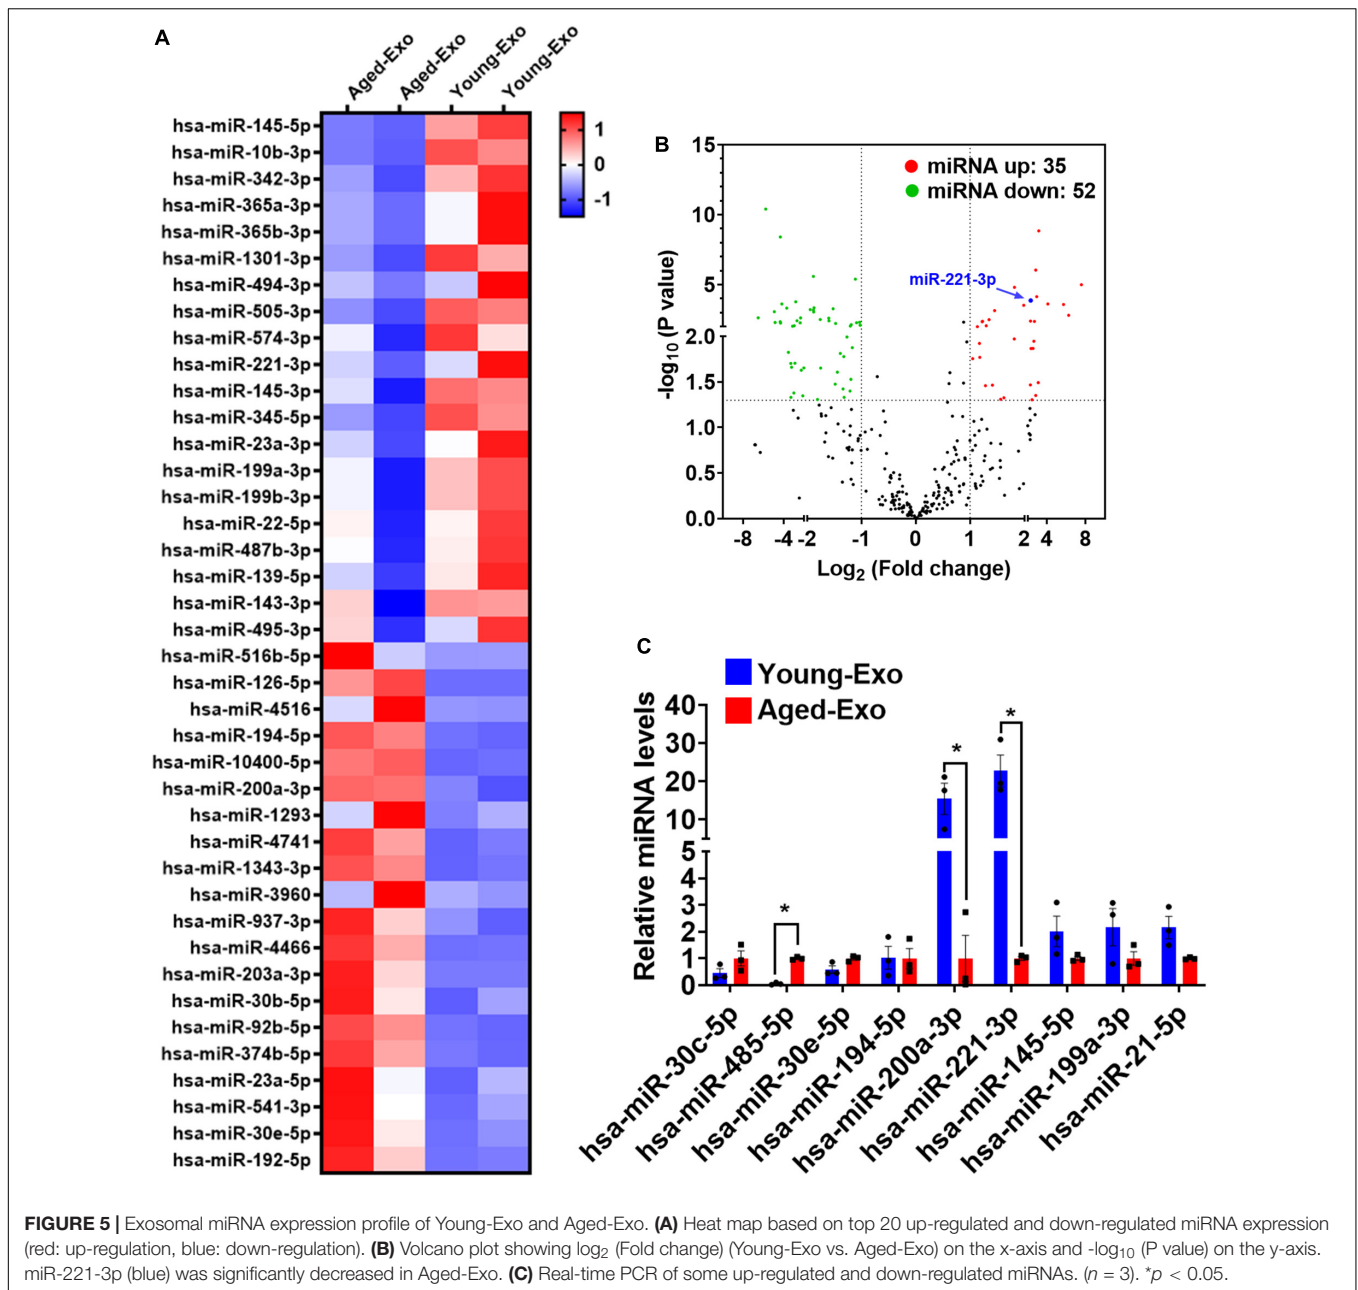 A
Aged-Exo
Aged-Exo
Young-Exo
Young-Exo
hsa-miR-145-5p
hsa-miR-10b-3p
hsa-miR-342-3p
hsa-miR-365a-3p
hsa-miR-365b-3p
hsa-miR-1301-3p
hsa-miR-494-3p
hsa-miR-505-3p
hsa-miR-574-3p
hsa-miR-221-3p
hsa-miR-145-3p
hsa-miR-345-5p
hsa-miR-23a-3p
hsa-miR-199a-3p
hsa-miR-199b-3p
hsa-miR-22-5p
hsa-miR-487b-3p
hsa-miR-139-5p
hsa-miR-143-3p
hsa-miR-495-3p
hsa-miR-516b-5p
hsa-miR-126-5p
hsa-miR-4516
hsa-miR-194-5p
hsa-miR-10400-5p
hsa-miR-200a-3p
hsa-miR-1293
hsa-miR-4741
hsa-miR-1343-3p
hsa-miR-3960
hsa-miR-937-3p
hsa-miR-4466
hsa-miR-203a-3p
hsa-miR-30b-5p
hsa-miR-92b-5p
hsa-miR-374b-5p
hsa-miR-23a-5p
hsa-miR-541-3p
hsa-miR-30e-5p
hsa-miR-192-5p
1
0
-1
B
15
10
5
2.0
1.5
1.0
0.5
0.0
-log10 (P value)
miRNA up: 35
miRNA down: 52
miR-221-3p
-8 -4 -2 -1 0 1 2 4 8
Log2 (Fold change)
C
Young-Exo
Aged-Exo
Relative miRNA levels
40
30
20
10
5
4
3
2
1
0
*
*
*
hsa-miR-30c-5p
hsa-miR-485-5p
hsa-miR-30e-5p
hsa-miR-194-5p
hsa-miR-200a-3p
hsa-miR-221-3p
hsa-miR-145-5p
hsa-miR-199a-3p
hsa-miR-21-5p
FIGURE 5 | Exosomal miRNA expression profile of Young-Exo and Aged-Exo. (A) Heat map based on top 20 up-regulated and down-regulated miRNA expression
(red: up-regulation, blue: down-regulation). (B) Volcano plot showing log2 (Fold change) (Young-Exo vs. Aged-Exo) on the x-axis and -log10 (P value) on the y-axis.
miR-221-3p (blue) was significantly decreased in Aged-Exo. (C) Real-time PCR of some up-regulated and down-regulated miRNAs. (n = 3). *p < 0.05.